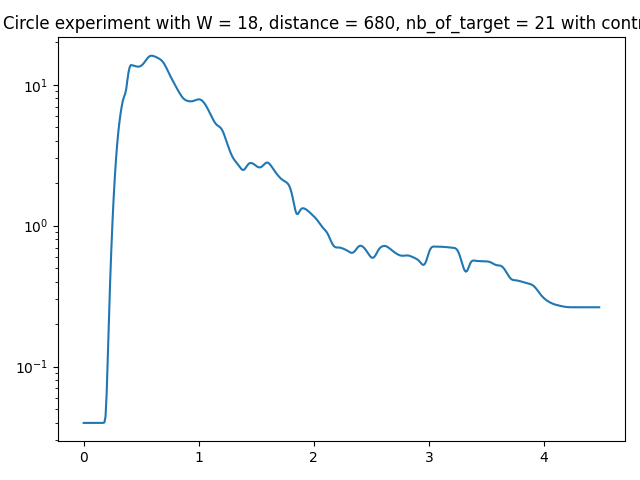 Circle experiment with W = 18, distance = 680, nb_of_target = 21 with contr
10¹
10⁰
10⁻¹
0 1 2 3 4